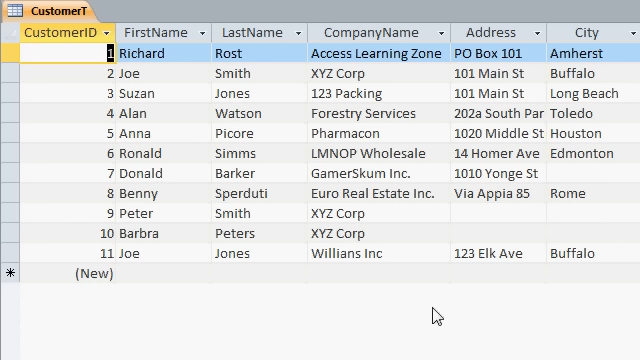 CustomerT
CustomerID FirstName LastName CompanyName Address City
1 Richard Rost Access Learning Zone PO Box 101 Amherst
2 Joe Smith XYZ Corp 101 Main St Buffalo
3 Suzan Jones 123 Packing 101 Main St Long Beach
4 Alan Watson Forestry Services 202a South Par Toledo
5 Anna Picore Pharmacon 1020 Middle St Houston
6 Ronald Simms LMNOP Wholesale 14 Homer Ave Edmonton
7 Donald Barker GamerSkum Inc. 1010 Yonge St
8 Benny Sperduti Euro Real Estate Inc. Via Appia 85 Rome
9 Peter Smith XYZ Corp
10 Barbra Peters XYZ Corp
11 Joe Jones Willians Inc 123 Elk Ave Buffalo
(New)